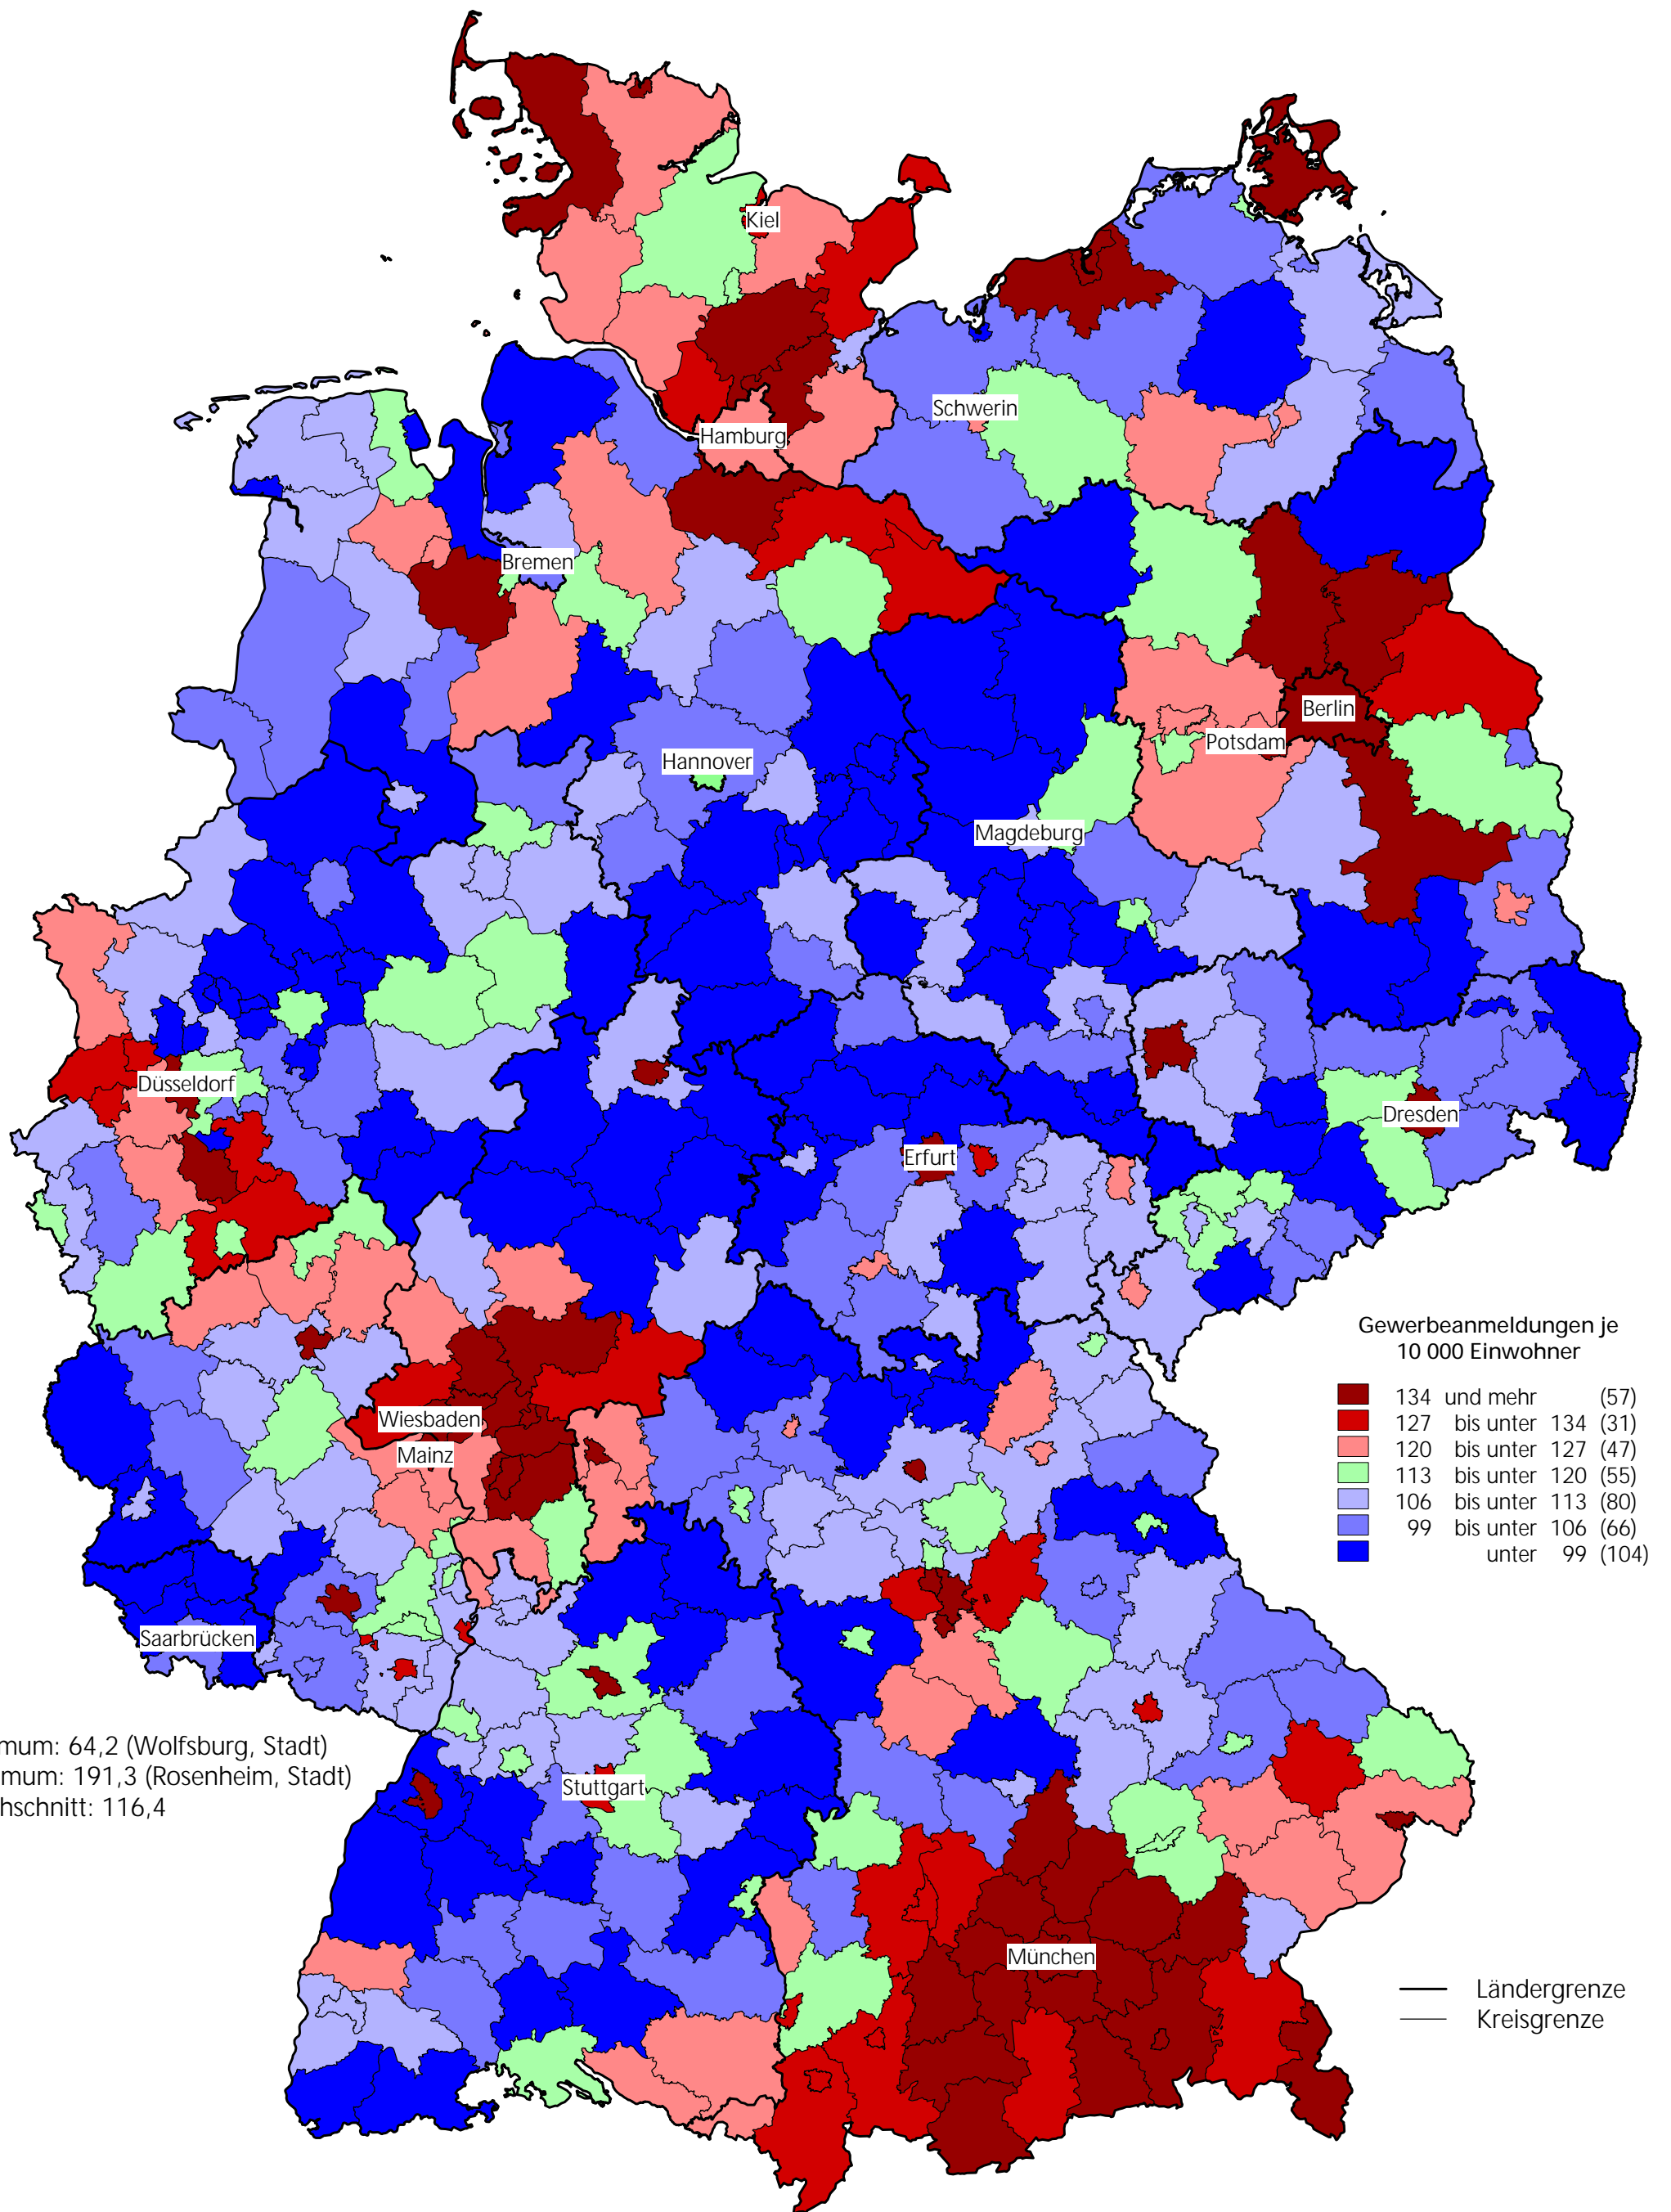 Kiel
Schwerin
Hamburg
Bremen
Berlin
Potsdam
Hannover
Magdeburg
Düsseldorf
Dresden
Erfurt
Gewerbeanmeldungen je
10 000 Einwohner
134 und mehr (57)
127 bis unter 134 (31)
120 bis unter 127 (47)
113 bis unter 120 (55)
106 bis unter 113 (80)
99 bis unter 106 (66)
unter 99 (104)
Wiesbaden
Mainz
Saarbrücken
mum: 64,2 (Wolfsburg, Stadt)
imum: 191,3 (Rosenheim, Stadt)
hschnitt: 116,4
Stuttgart
München
Ländergrenze
Kreisgrenze